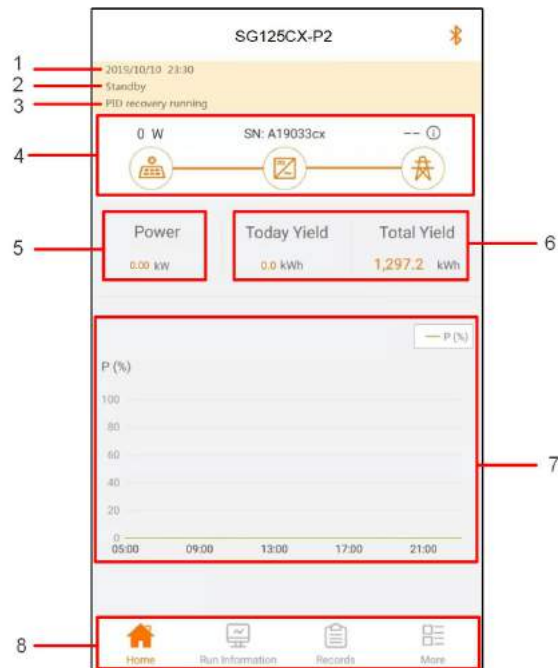 SG125CX-P2
1 2019/10/10 23:30
2 Standby
3 PID recovery running
4
0 W SN: A19033cx --
5
Power Today Yield Total Yield
6
0.00 kW 0.0 kWh 1,297.2 kWh
P (%)
P (%)
100
80
60
7
40
20
0
05:00 09:00 13:00 17:00 21:00
8
Home Run Information Records More